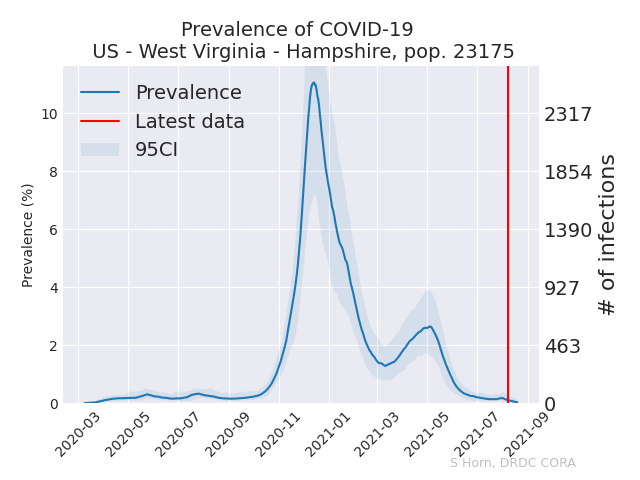 Prevalence of COVID-19
US - West Virginia - Hampshire, pop. 23175
Prevalence
Latest data
95CI
Prevalence (%)
10
8
6
4
2
0
2317
1854
1390
927
463
0
# of infections
2020-03
2020-05
2020-07
2020-09
2020-11
2021-01
2021-03
2021-05
2021-07
2021-09
S Horn, DRDC CORA